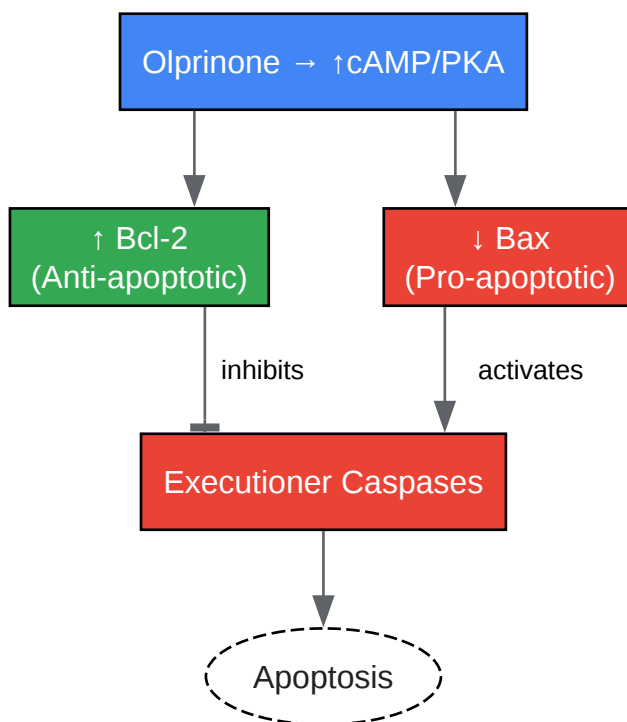 Olprinone → ↑cAMP/PKA
↑ Bcl-2
(Anti-apoptotic)
↓ Bax
(Pro-apoptotic)
inhibits
activates
Executioner Caspases
Apoptosis